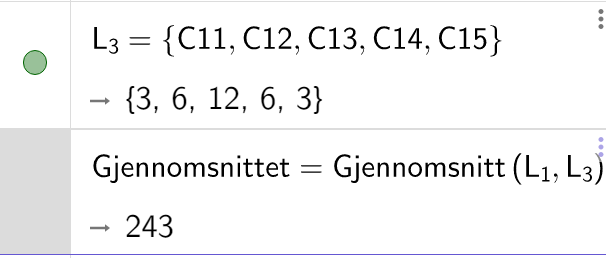 L₃ = {C11, C12, C13, C14, C15}
→ {3, 6, 12, 6, 3}
Gjennomsnittet = Gjennomsnitt (L₁, L₃)
→ 243